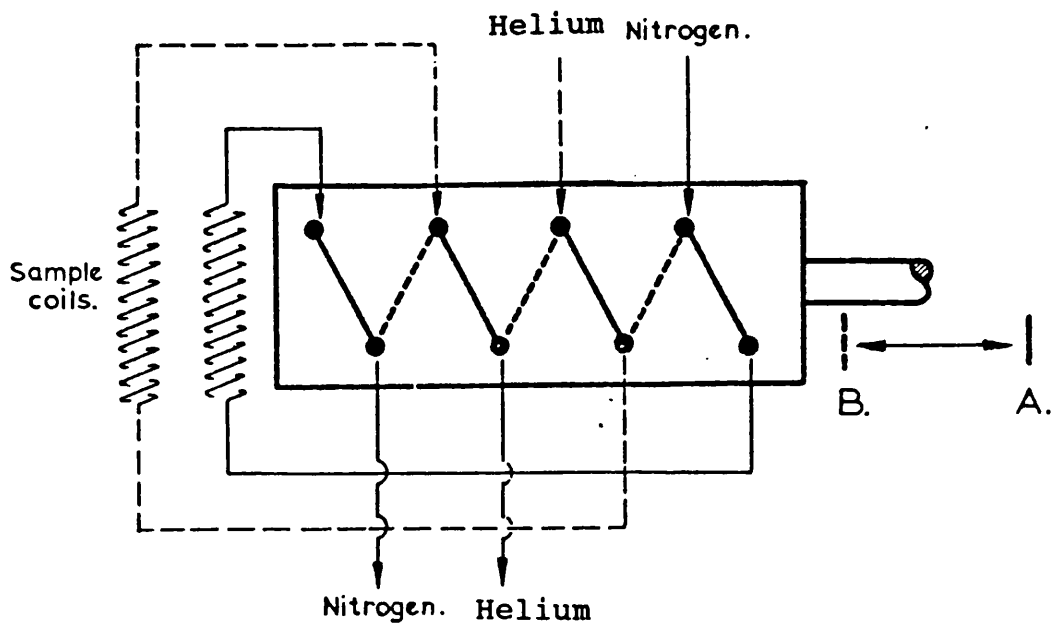 Helium Nitrogen.
Sample
coils.
B. A.
Nitrogen. Helium